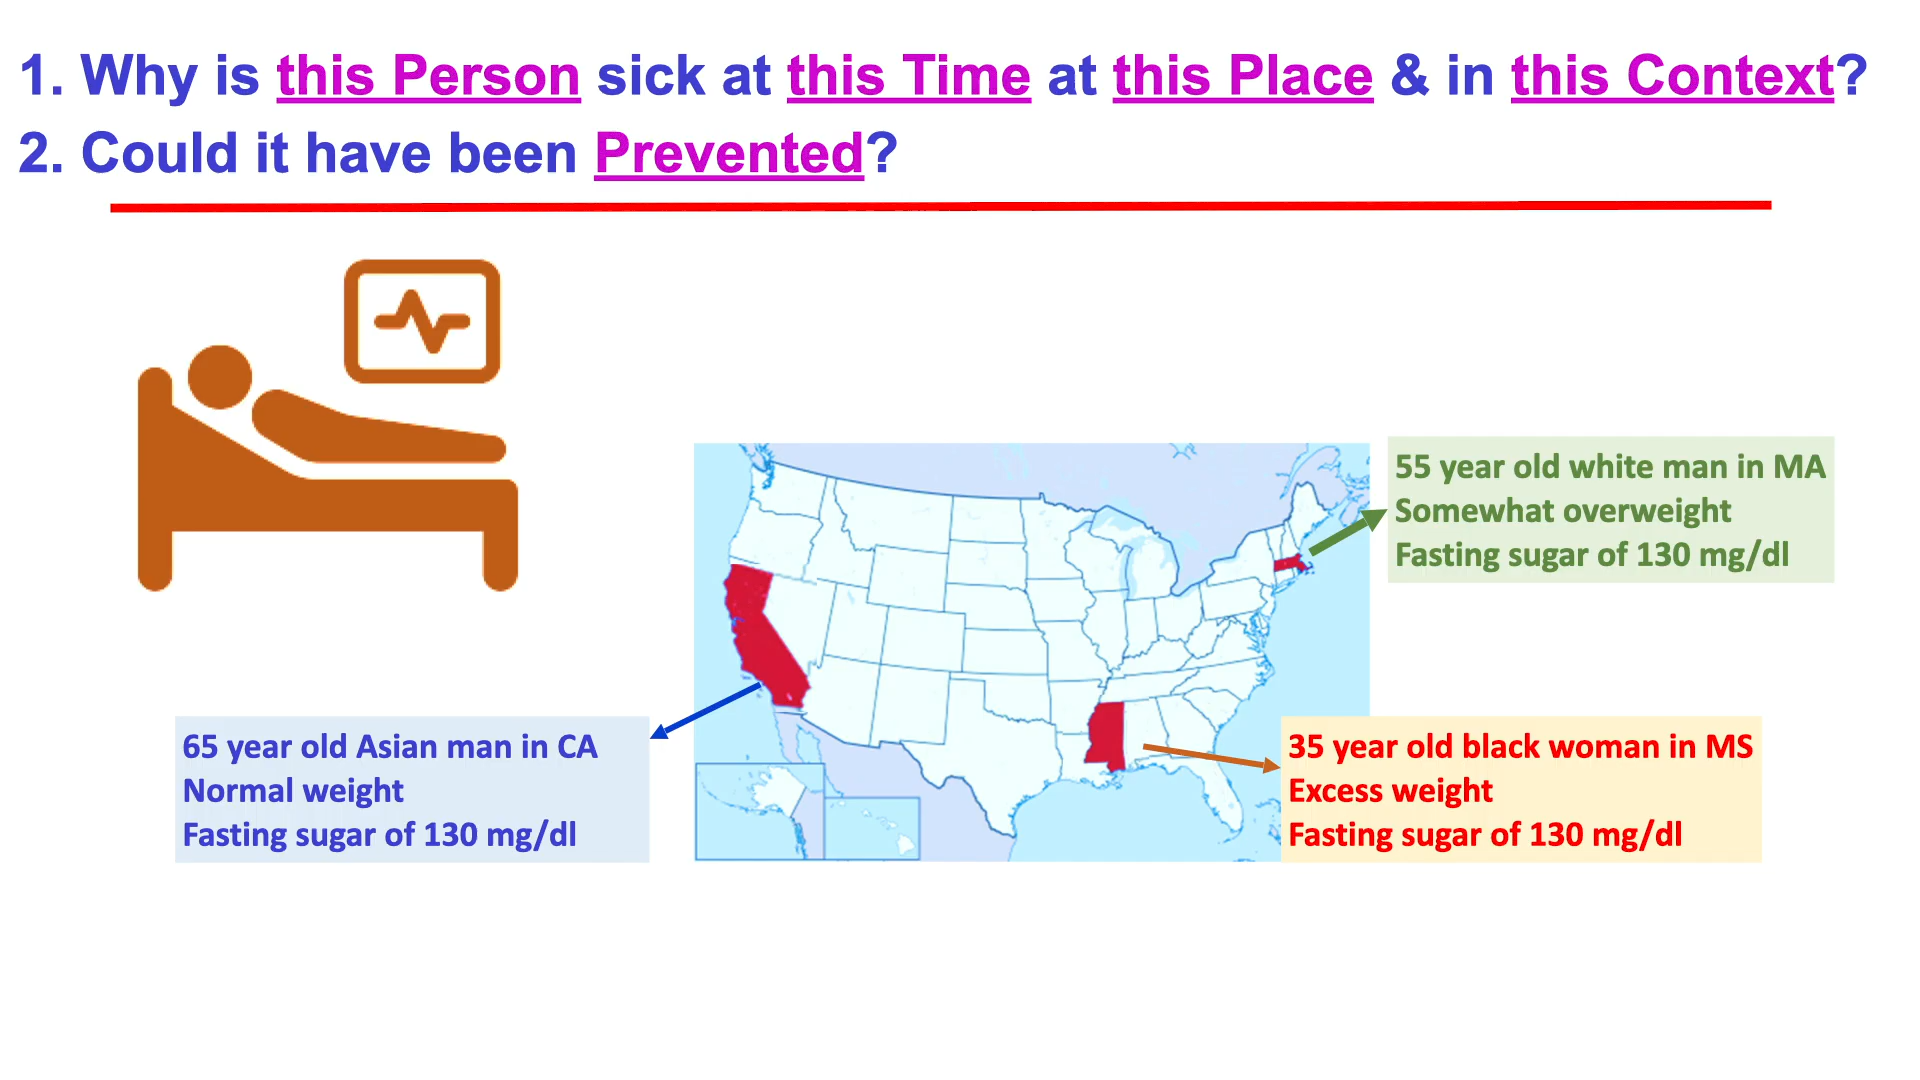 1. Why is this Person sick at this Time at this Place & in this Context?
2. Could it have been Prevented?
55 year old white man in MA
Somewhat overweight
Fasting sugar of 130 mg/dl
65 year old Asian man in CA
Normal weight
Fasting sugar of 130 mg/dl
35 year old black woman in MS
Excess weight
Fasting sugar of 130 mg/dl